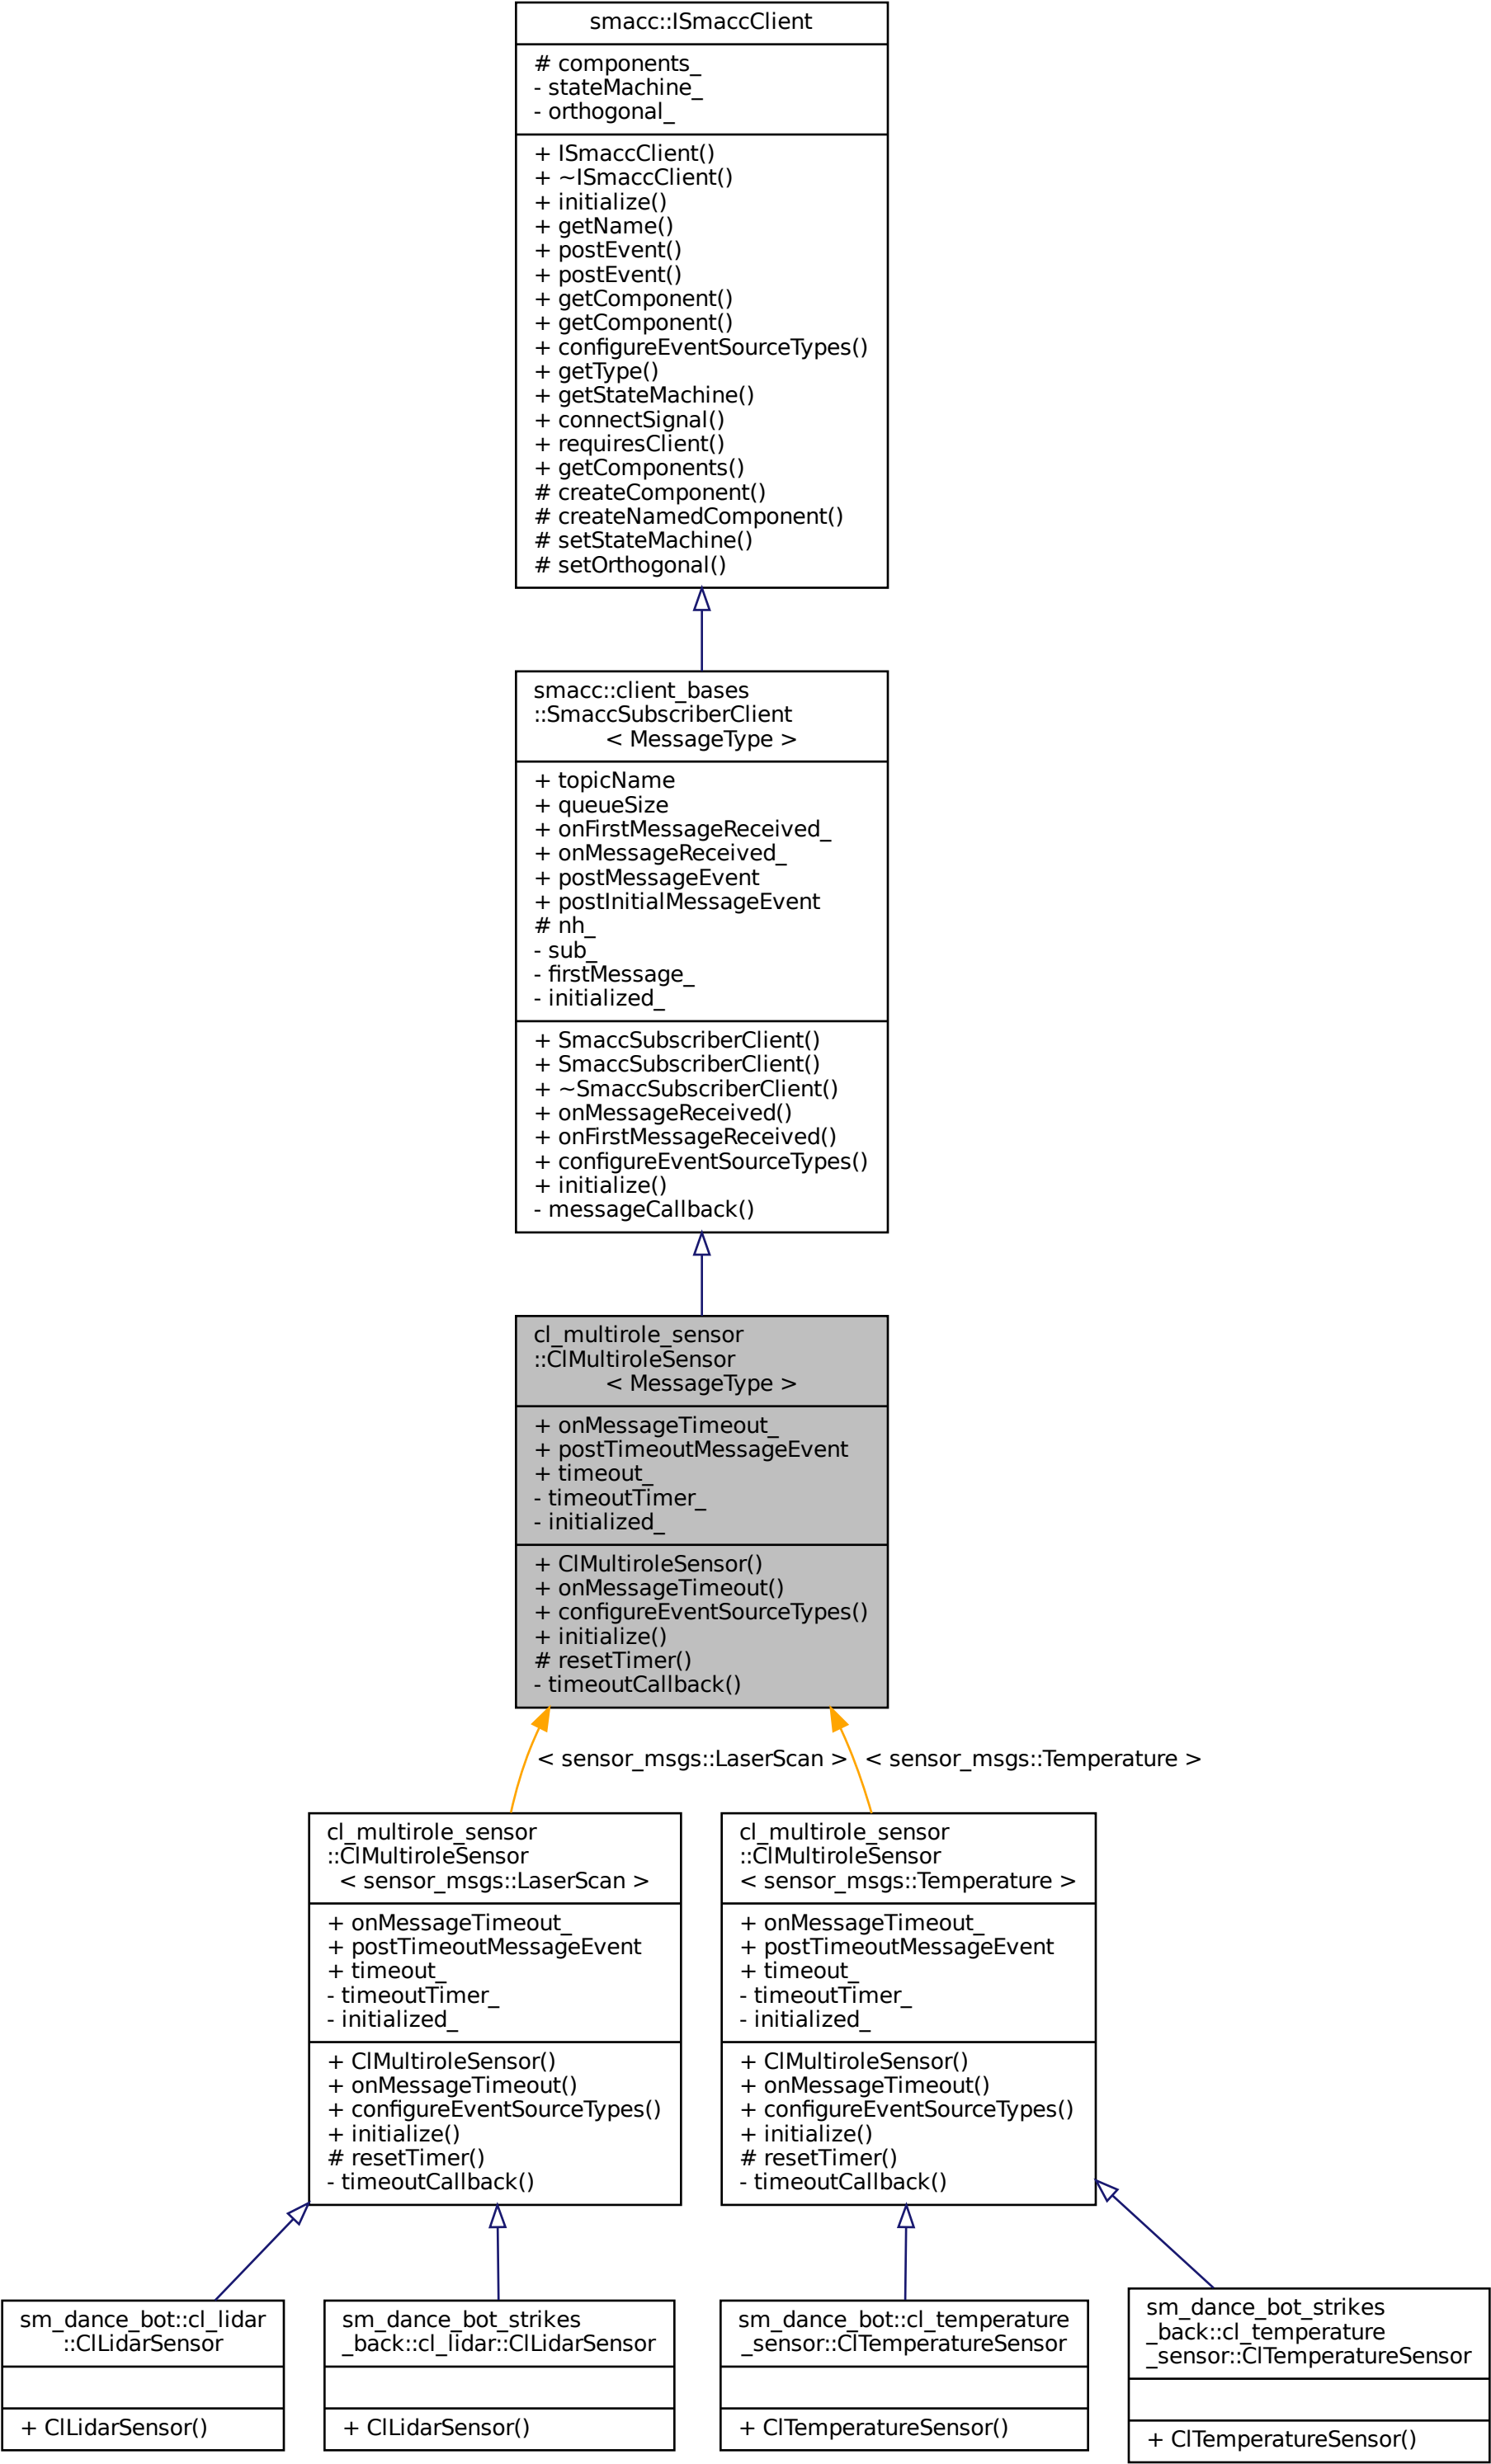 smacc::ISmaccClient
# components_
- stateMachine_
- orthogonal_
+ ISmaccClient()
+ ~ISmaccClient()
+ initialize()
+ getName()
+ postEvent()
+ postEvent()
+ getComponent()
+ getComponent()
+ configureEventSourceTypes()
+ getType()
+ getStateMachine()
+ connectSignal()
+ requiresClient()
+ getComponents()
# createComponent()
# createNamedComponent()
# setStateMachine()
# setOrthogonal()
smacc::client_bases
::SmaccSubscriberClient
< MessageType >
+ topicName
+ queueSize
+ onFirstMessageReceived_
+ onMessageReceived_
+ postMessageEvent
+ postInitialMessageEvent
# nh_
- sub_
- firstMessage_
- initialized_
+ SmaccSubscriberClient()
+ SmaccSubscriberClient()
+ ~SmaccSubscriberClient()
+ onMessageReceived()
+ onFirstMessageReceived()
+ configureEventSourceTypes()
+ initialize()
- messageCallback()
cl_multirole_sensor
::ClMultiroleSensor
< MessageType >
+ onMessageTimeout_
+ postTimeoutMessageEvent
+ timeout_
- timeoutTimer_
- initialized_
+ ClMultiroleSensor()
+ onMessageTimeout()
+ configureEventSourceTypes()
+ initialize()
# resetTimer()
- timeoutCallback()
< sensor_msgs::LaserScan >
< sensor_msgs::Temperature >
cl_multirole_sensor
::ClMultiroleSensor
< sensor_msgs::LaserScan >
+ onMessageTimeout_
+ postTimeoutMessageEvent
+ timeout_
- timeoutTimer_
- initialized_
+ ClMultiroleSensor()
+ onMessageTimeout()
+ configureEventSourceTypes()
+ initialize()
# resetTimer()
- timeoutCallback()
cl_multirole_sensor
::ClMultiroleSensor
< sensor_msgs::Temperature >
+ onMessageTimeout_
+ postTimeoutMessageEvent
+ timeout_
- timeoutTimer_
- initialized_
+ ClMultiroleSensor()
+ onMessageTimeout()
+ configureEventSourceTypes()
+ initialize()
# resetTimer()
- timeoutCallback()
sm_dance_bot::cl_lidar
::ClLidarSensor
+ ClLidarSensor()
sm_dance_bot_strikes
_back::cl_lidar::ClLidarSensor
+ ClLidarSensor()
sm_dance_bot::cl_temperature
_sensor::ClTemperatureSensor
+ ClTemperatureSensor()
sm_dance_bot_strikes
_back::cl_temperature
_sensor::ClTemperatureSensor
+ ClTemperatureSensor()